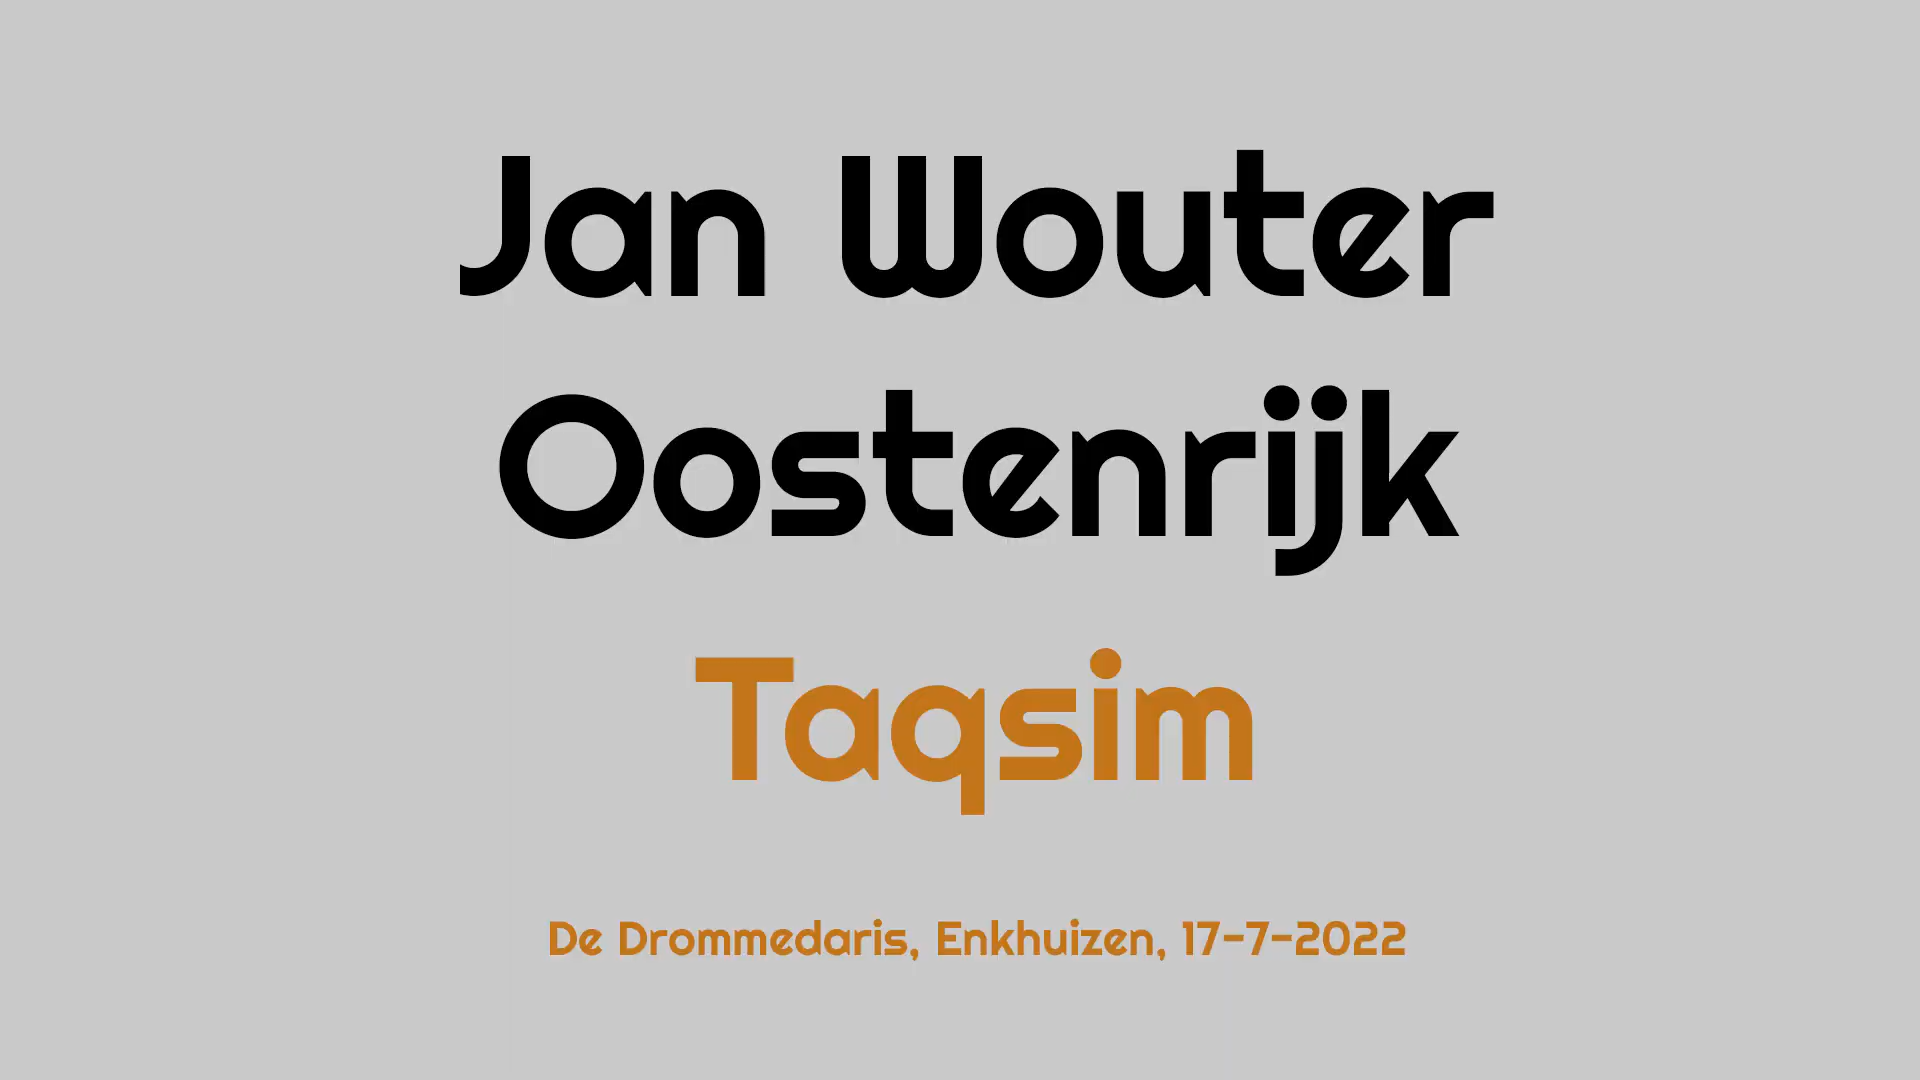 Jan Wouter
Oostenrijk
Taqsim
De Drommedaris, Enkhuizen, 17-7-2022